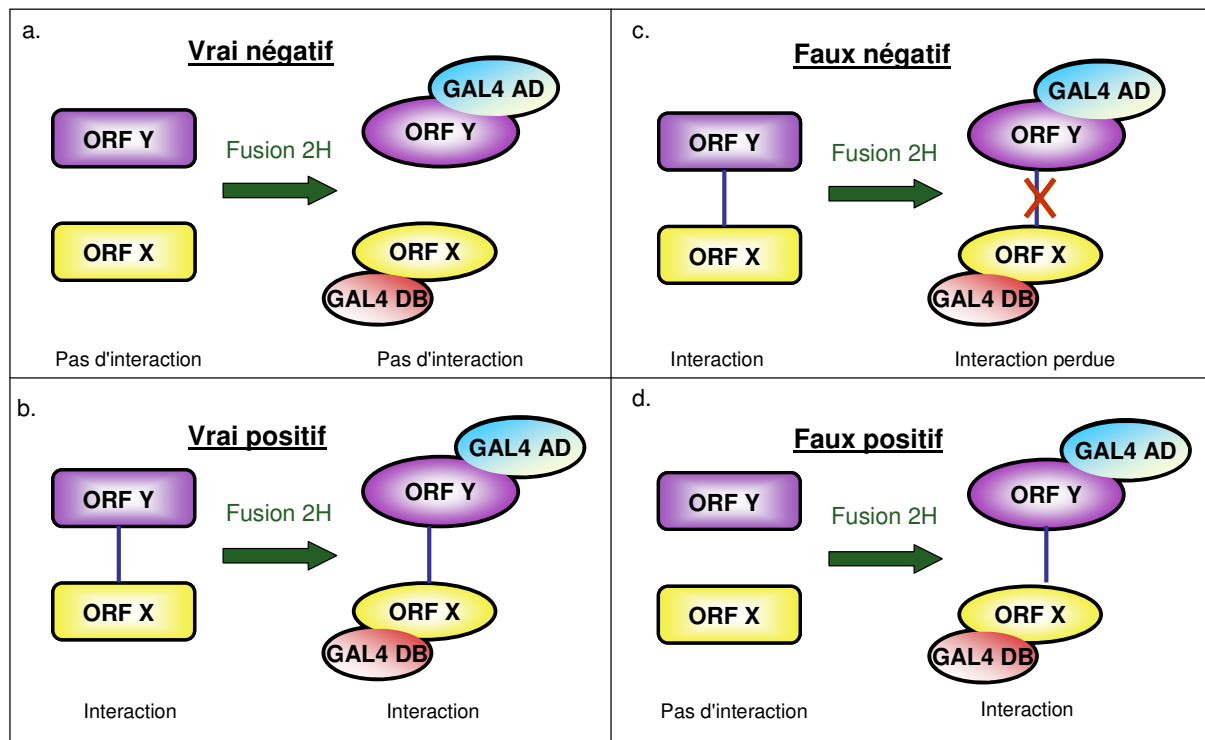 a.
Vrai négatif
GAL4 AD
ORF Y
ORF Y
Fusion 2H
ORF X
ORF X
GAL4 DB
Pas d'interaction
Pas d'interaction
c.
Faux négatif
GAL4 AD
ORF Y
ORF Y
Fusion 2H
ORF X
ORF X
GAL4 DB
Interaction
Interaction perdue
b.
Vrai positif
GAL4 AD
ORF Y
ORF Y
Fusion 2H
ORF X
ORF X
GAL4 DB
Interaction
Interaction
d.
Faux positif
GAL4 AD
ORF Y
ORF Y
Fusion 2H
ORF X
ORF X
GAL4 DB
Pas d'interaction
Interaction